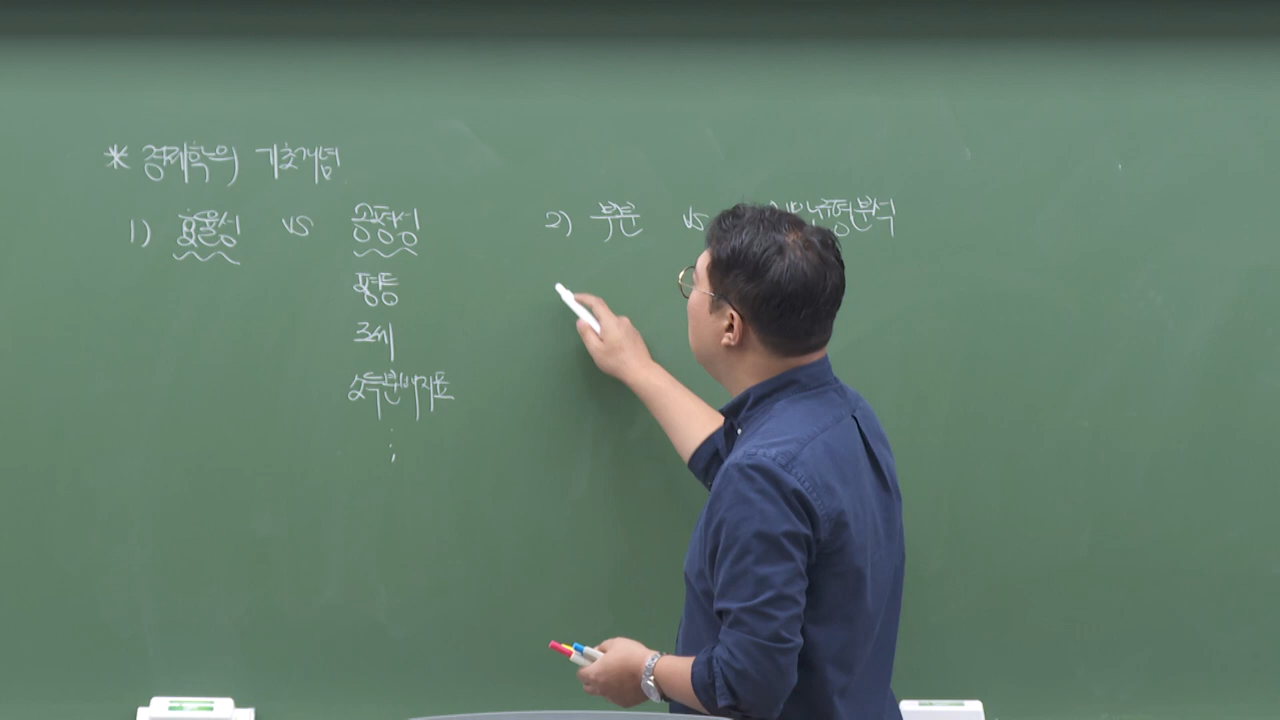 * 경제학의 기초개념
1) 효율성 vs 공평성
평등
조세
소득분배지표
:
2) 부분 vs 일반균형분석